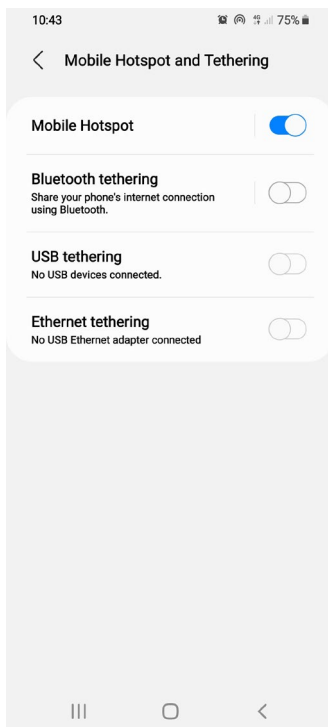 10:43
4G 75%
Mobile Hotspot and Tethering
Mobile Hotspot
Bluetooth tethering
Share your phone's internet connection
using Bluetooth.
USB tethering
No USB devices connected.
Ethernet tethering
No USB Ethernet adapter connected